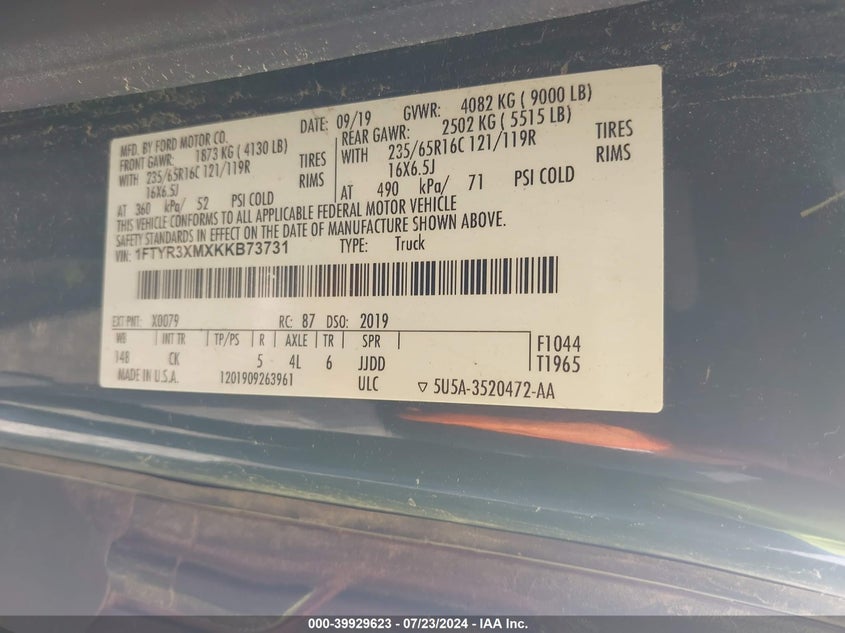 MFD. BY FORD MOTOR CO.
DATE: 09/19 GVWR: 4082 KG ( 9000 LB)
FRONT GAWR: 1873 KG ( 4130 LB)
REAR GAWR: 2502 KG ( 5515 LB)
WITH 235/65R16C 121/119R TIRES
WITH 235/65R16C 121/119R TIRES
16X6.5J RIMS
16X6.5J RIMS
AT 360 kPa/ 52 PSI COLD
AT 490 kPa/ 71 PSI COLD
THIS VEHICLE CONFORMS TO ALL APPLICABLE FEDERAL MOTOR VEHICLE
SAFETY STANDARDS IN EFFECT ON THE DATE OF MANUFACTURE SHOWN ABOVE.
VIN: 1FTYR3XMXKKB73731 TYPE: Truck
EXT PNT: X0079 RC: 87 DSO: 2019
WB INT TR TP/PS R AXLE TR SPR
148 CK 5 4L 6 JJDD
F1044
T1965
MADE IN U.S.A. 1201909263961 ULC ▽ 5U5A-3520472-AA
000-39929623 - 07/23/2024 - IAA Inc.